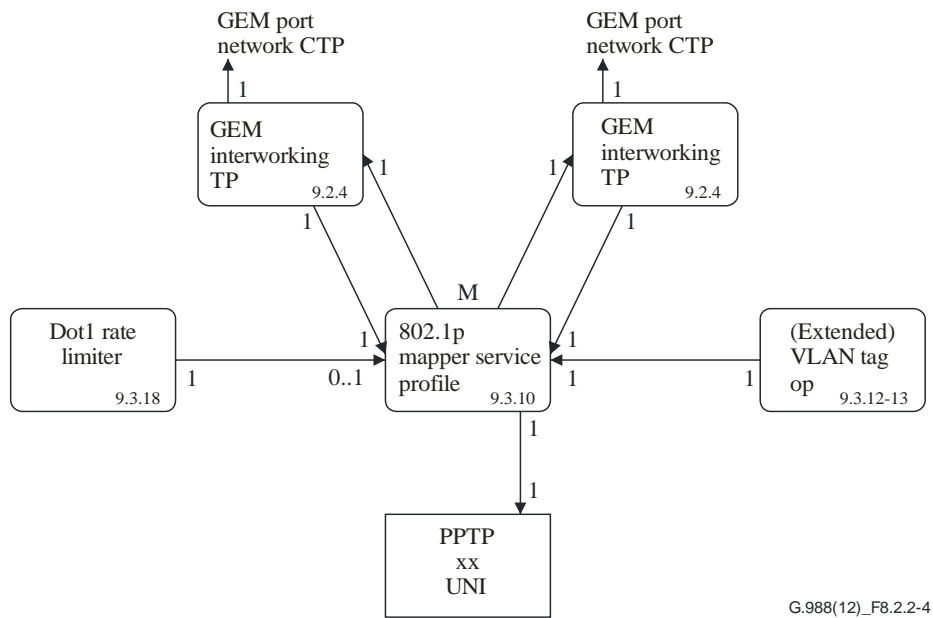 GEM port
network CTP
GEM port
network CTP
1
1
GEM
interworking
TP
9.2.4
GEM
interworking
TP
9.2.4
1
1
1
1
M
Dot1 rate
limiter
9.3.18
1
0..1
1
802.1p
mapper service
profile
9.3.10
1
1
1
(Extended)
VLAN tag
op
9.3.12-13
1
1
PPTP
xx
UNI
G.988(12)_F8.2.2-4